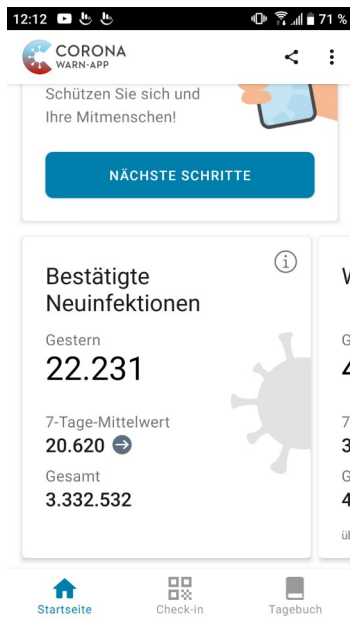 12:12 71 %
CORONA
WARN-APP
Schützen Sie sich und
Ihre Mitmenschen!
NÄCHSTE SCHRITTE
Bestätigte
Neuinfektionen
Gestern
22.231
7-Tage-Mittelwert
20.620
Gesamt
3.332.532
Startseite Check-in Tagebuch